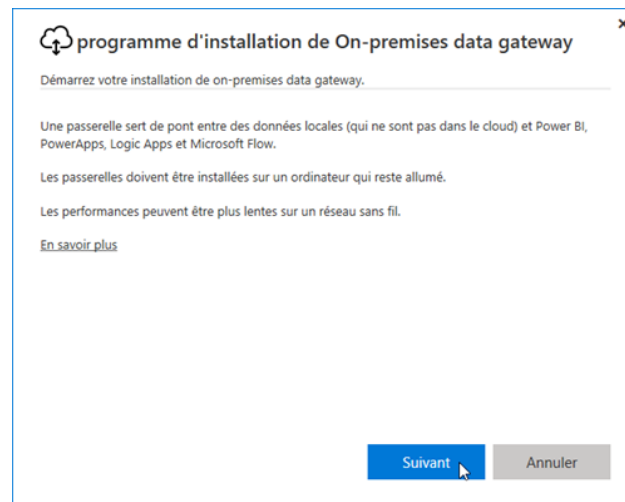 programme d'installation de On-premises data gateway
Démarrez votre installation de on-premises data gateway.
Une passerelle sert de pont entre des données locales (qui ne sont pas dans le cloud) et Power BI,
PowerApps, Logic Apps et Microsoft Flow.
Les passerelles doivent être installées sur un ordinateur qui reste allumé.
Les performances peuvent être plus lentes sur un réseau sans fil.
En savoir plus
Suivant
Annuler